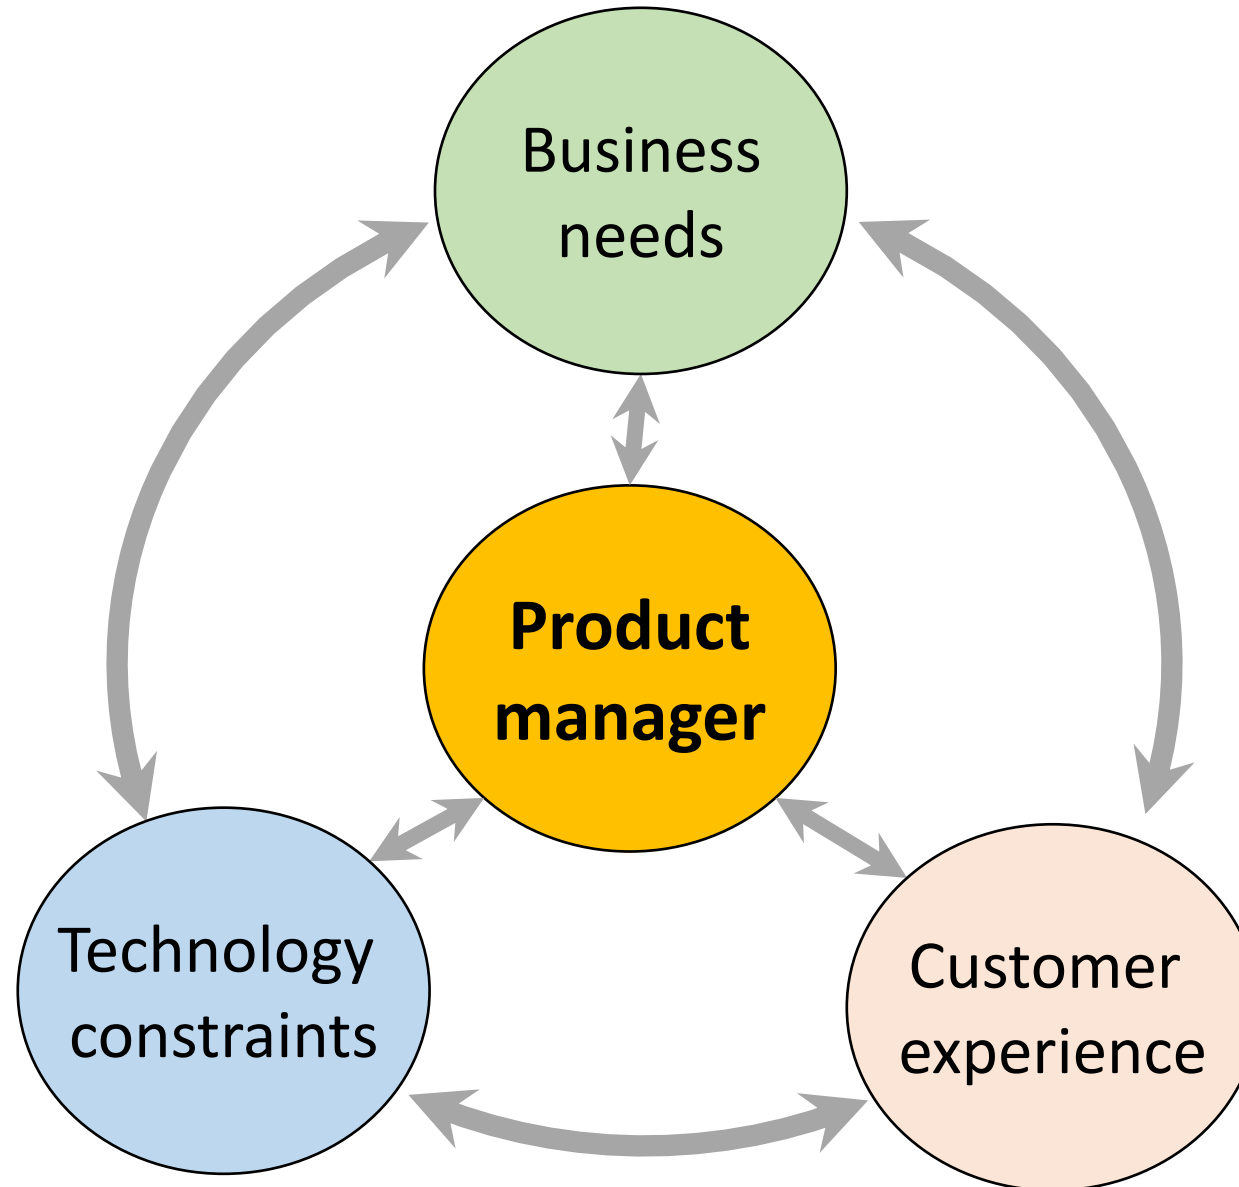 Business
needs
Product
manager
Technology
constraints
Customer
experience